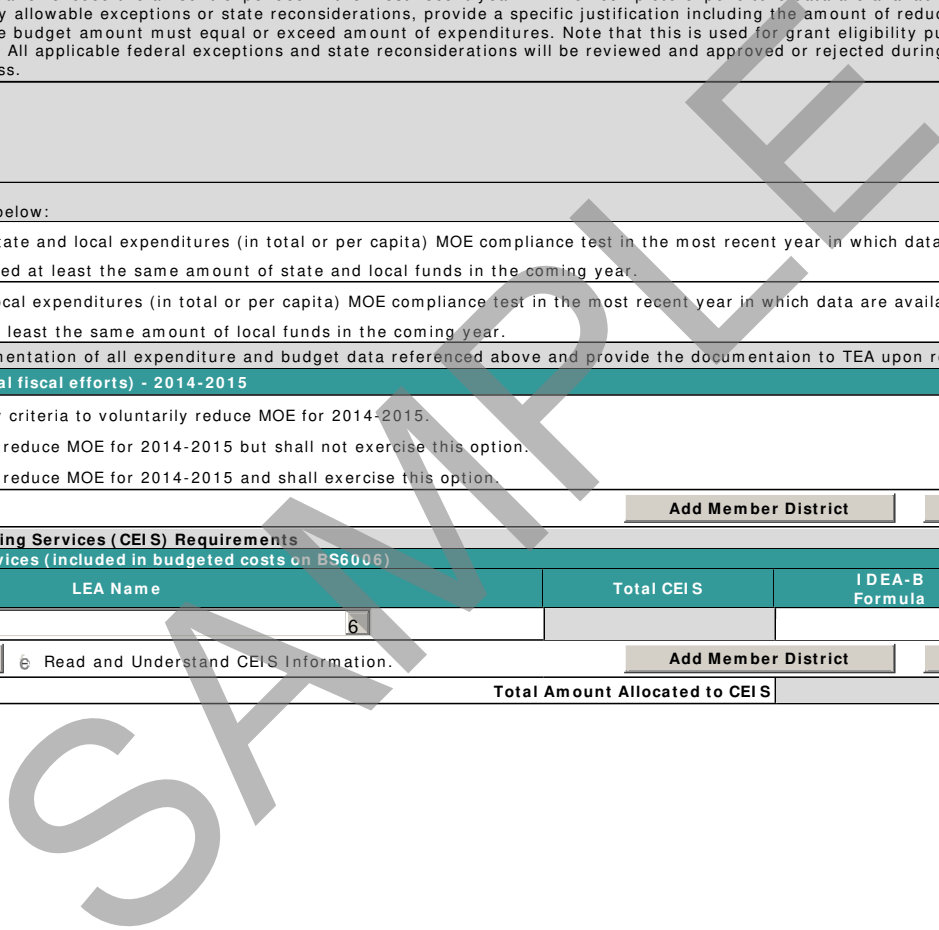 y allowable exceptions or state reconsiderations, provide a specific justification including the amount of reduc
e budget amount must equal or exceed amount of expenditures. Note that this is used for grant eligibility pu
. All applicable federal exceptions and state reconsiderations will be reviewed and approved or rejected during
ss.
below:
tate and local expenditures (in total or per capita) MOE compliance test in the most recent year in which data
ed at least the same amount of state and local funds in the coming year.
ocal expenditures (in total or per capita) MOE compliance test in the most recent year in which data are availa
least the same amount of local funds in the coming year.
mentation of all expenditure and budget data referenced above and provide the documentaion to TEA upon r
al fiscal efforts) - 2014-2015
y criteria to voluntarily reduce MOE for 2014-2015.
reduce MOE for 2014-2015 but shall not exercise this option.
reduce MOE for 2014-2015 and shall exercise this option.
Add Member District
ing Services (CEIS) Requirements
vices (included in budgeted costs on BS6006)
LEA Name Total CEIS IDEA-B
Formula
6
e Read and Understand CEIS Information. Add Member District
Total Amount Allocated to CEIS
SAMPLE